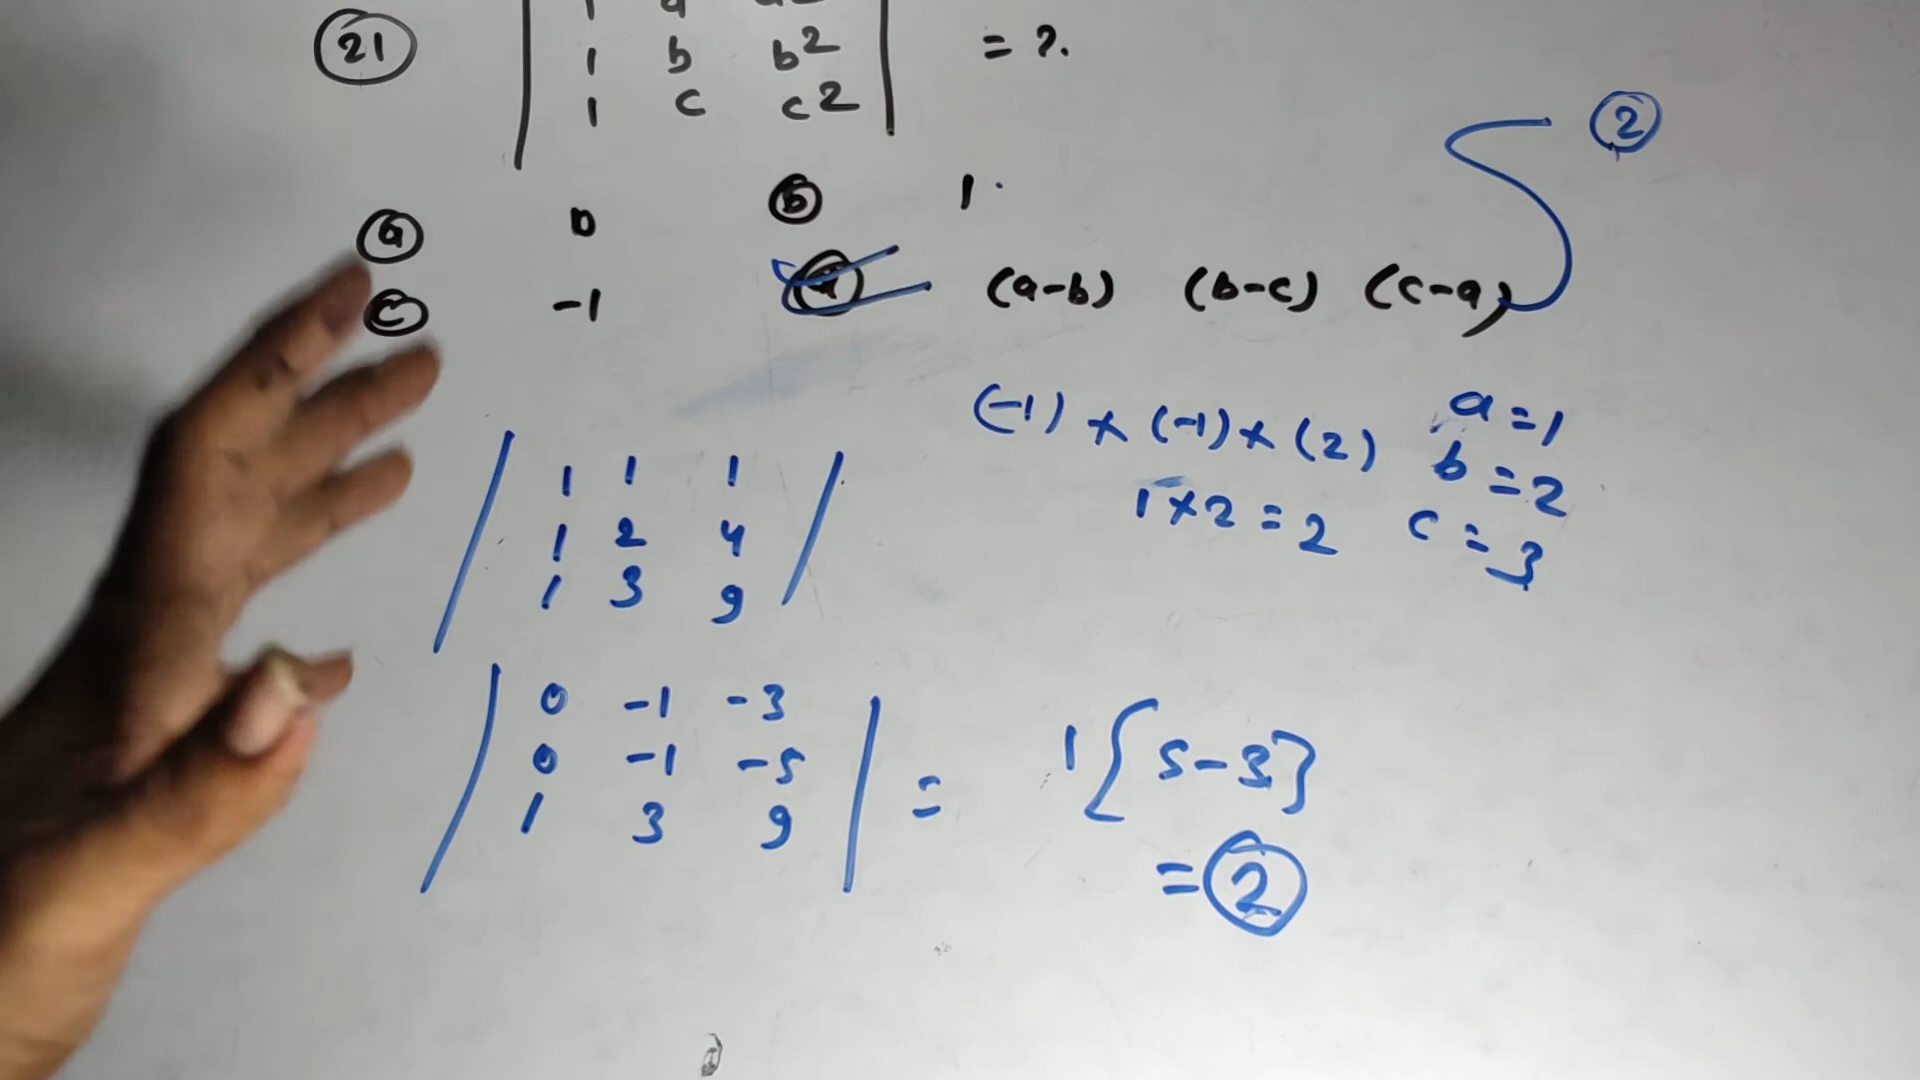 21 | 1 a a2 |
| 1 b b2 | = ?.
| 1 c c2 |
2
a 0 b 1.
c -1 d (a-b) (b-c) (c-a)
(-1) x (-1) x (2) a = 1
1 x 2 = 2 b = 2
c = 3
| 1 1 1 |
| 1 2 4 |
| 1 3 9 |
| 0 -1 -3 |
| 0 -1 -5 | = 1 { 5-3 }
| 1 3 9 |
= 2